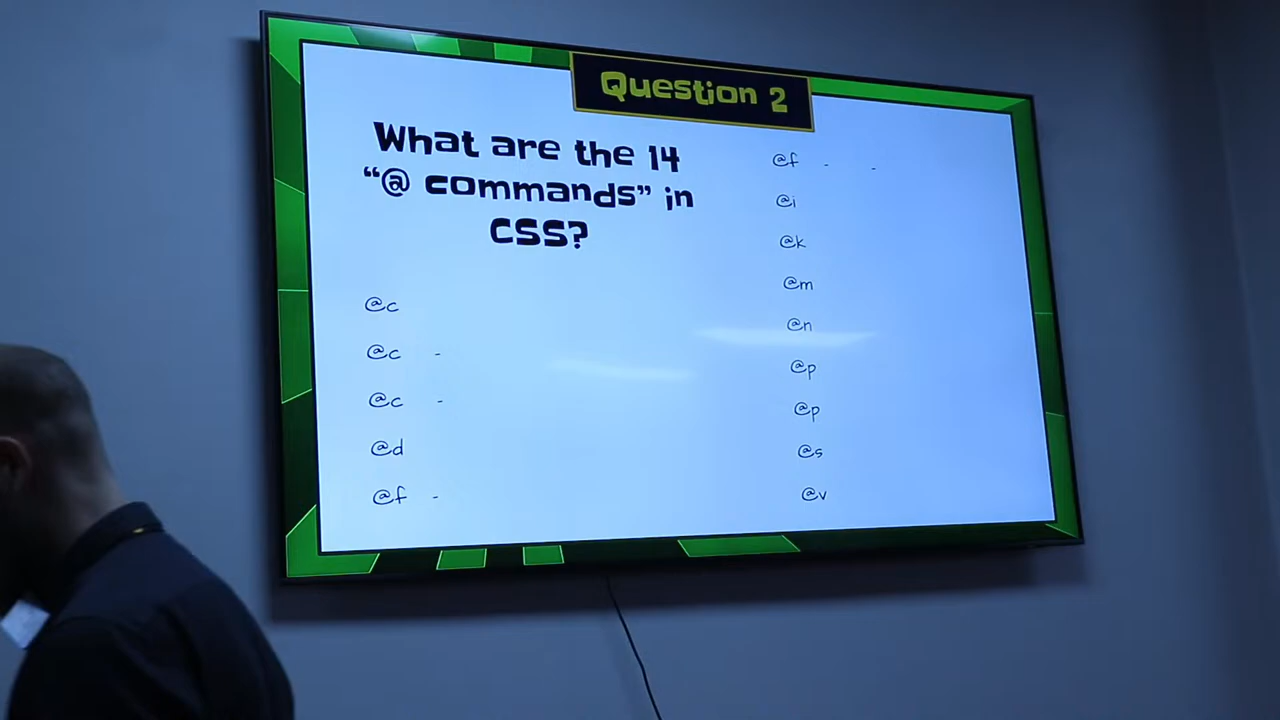 Question 2
What are the 14
“@ commands” in
CSS?
@c
@c -
@c -
@d
@f -
@f - -
@i
@k
@m
@n
@p
@p
@s
@v